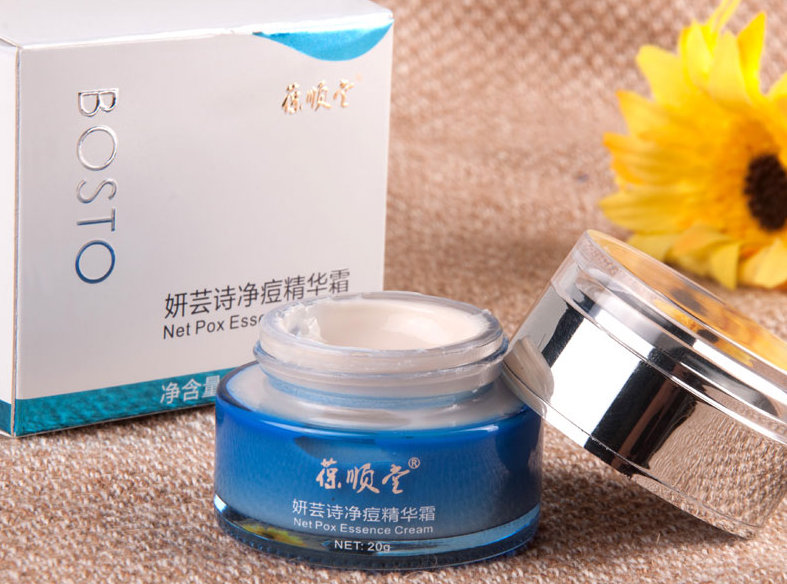 BOSTO
葆顺堂
妍芸诗净痘精华霜
Net Pox Ess
净含量
葆顺堂®
妍芸诗净痘精华霜
Net Pox Essence Cream
NET: 20g